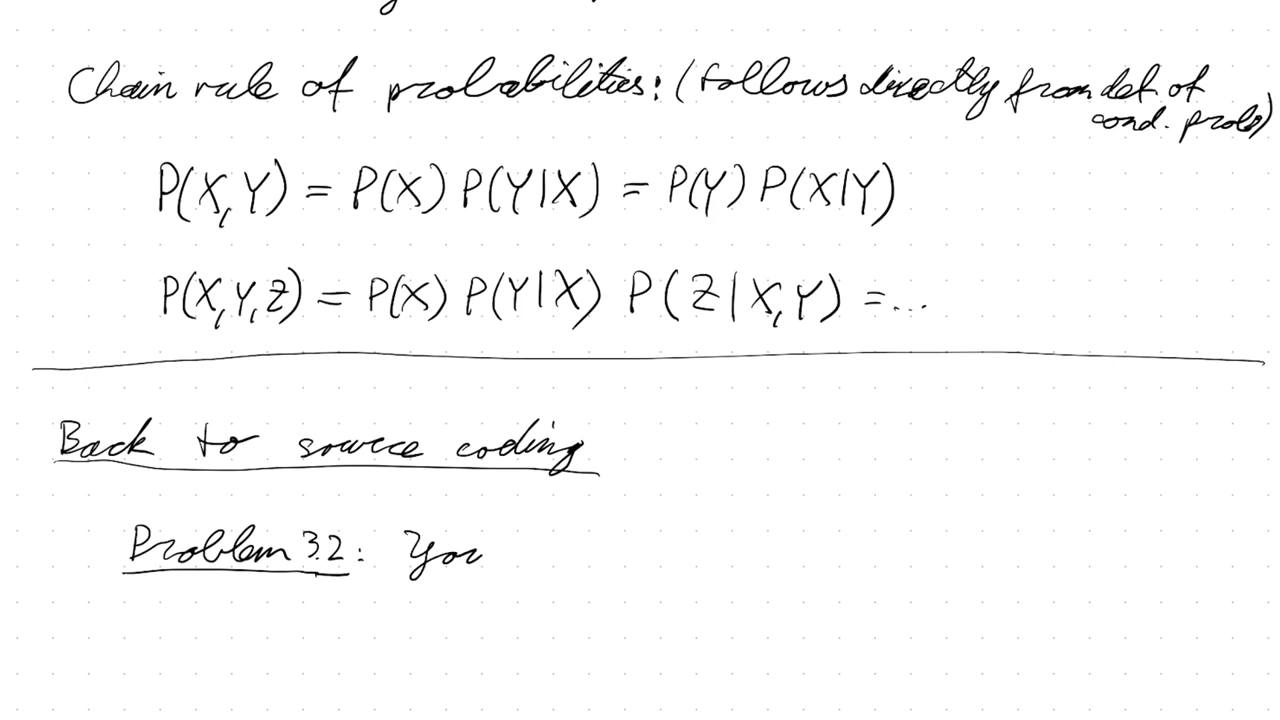 Chain rule of probabilities: (follows directly from def. of
cond. prob.)
P(X,Y) = P(X) P(Y|X) = P(Y) P(X|Y)
P(X,Y,Z) = P(X) P(Y|X) P(Z|X,Y) = ...
Back to source coding
Problem 3.2: You